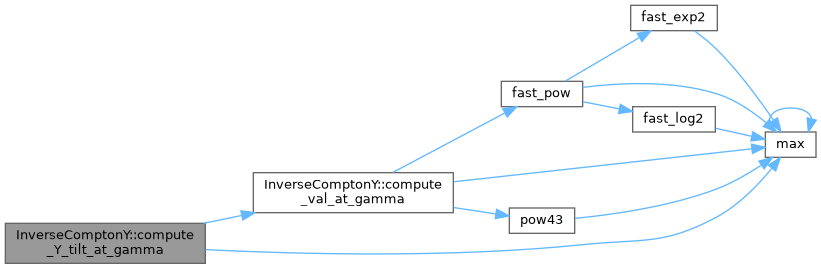 fast_exp2
fast_pow
fast_log2
max
InverseComptonY::compute
_val_at_gamma
pow43
InverseComptonY::compute
_Y_tilt_at_gamma